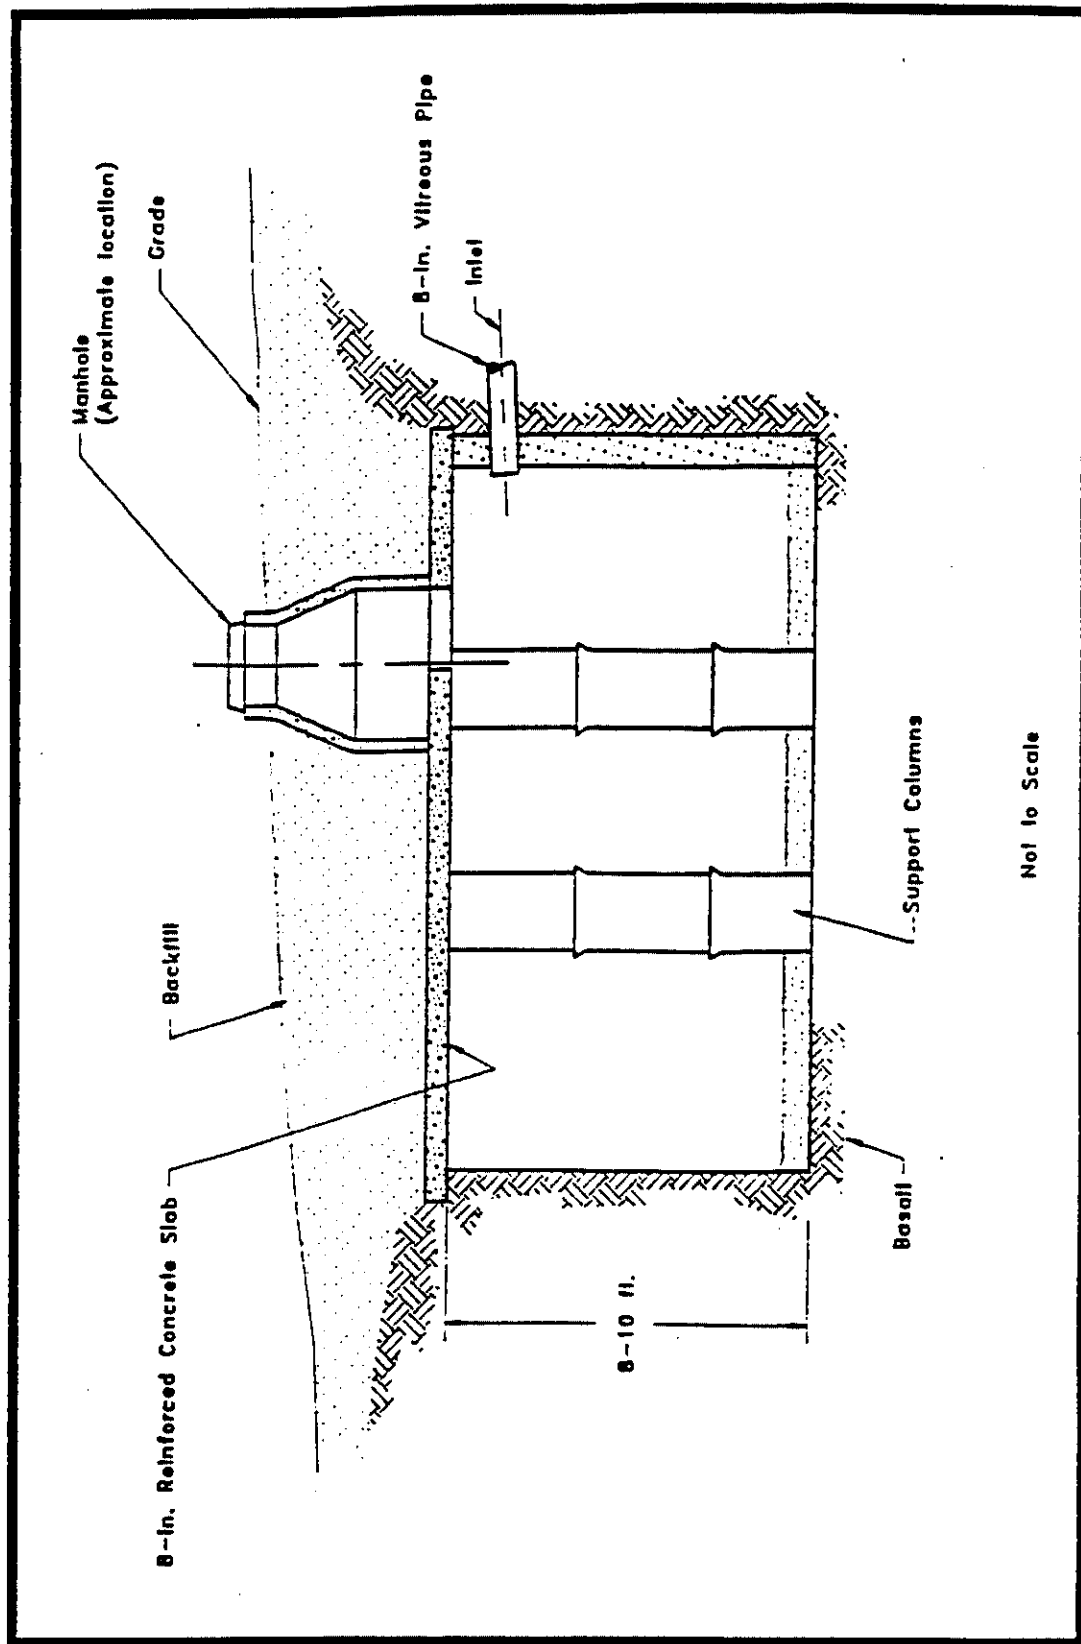 Manhole
(Approximate location)
Grade
8-In. Vitreous Pipe
Inlet
Backfill
8-In. Reinforced Concrete Slab
8-10 ft.
Support Columns
Basalt
Not to Scale